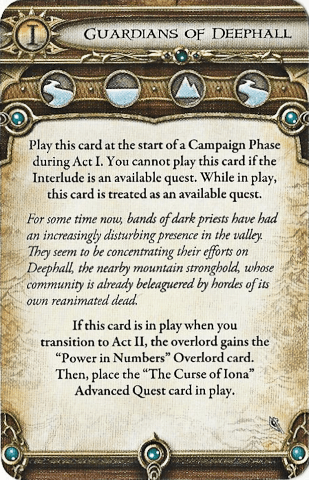 I
Guardians of Deephall
Play this card at the start of a Campaign Phase
during Act I. You cannot play this card if the
Interlude is an available quest. While in play,
this card is treated as an available quest.
For some time now, bands of dark priests have had
an increasingly disturbing presence in the valley.
They seem to be concentrating their efforts on
Deephall, the nearby mountain stronghold, whose
community is already beleaguered by hordes of its
own reanimated dead.
If this card is in play when you
transition to Act II, the overlord gains the
“Power in Numbers” Overlord card.
Then, place the “The Curse of Iona”
Advanced Quest card in play.